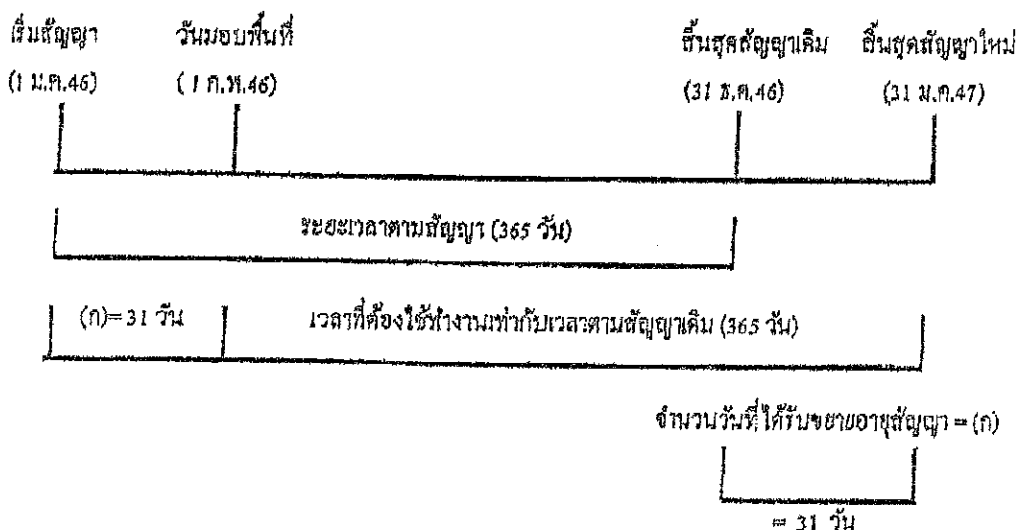 เริ่มสัญญา วันมอบพื้นที่ สิ้นสุดสัญญาเดิม สิ้นสุดสัญญาใหม่
(1 ม.ค.46) (1 ก.พ.46) (31 ธ.ค.46) (31 ม.ค.47)
ระยะเวลาตามสัญญา (365 วัน)
(ก)=31 วัน เวลาที่ต้องใช้ทำงานเท่ากับเวลาตามสัญญาเดิม (365 วัน)
จำนวนวันที่ได้รับขยายอายุสัญญา = (ก)
= 31 วัน